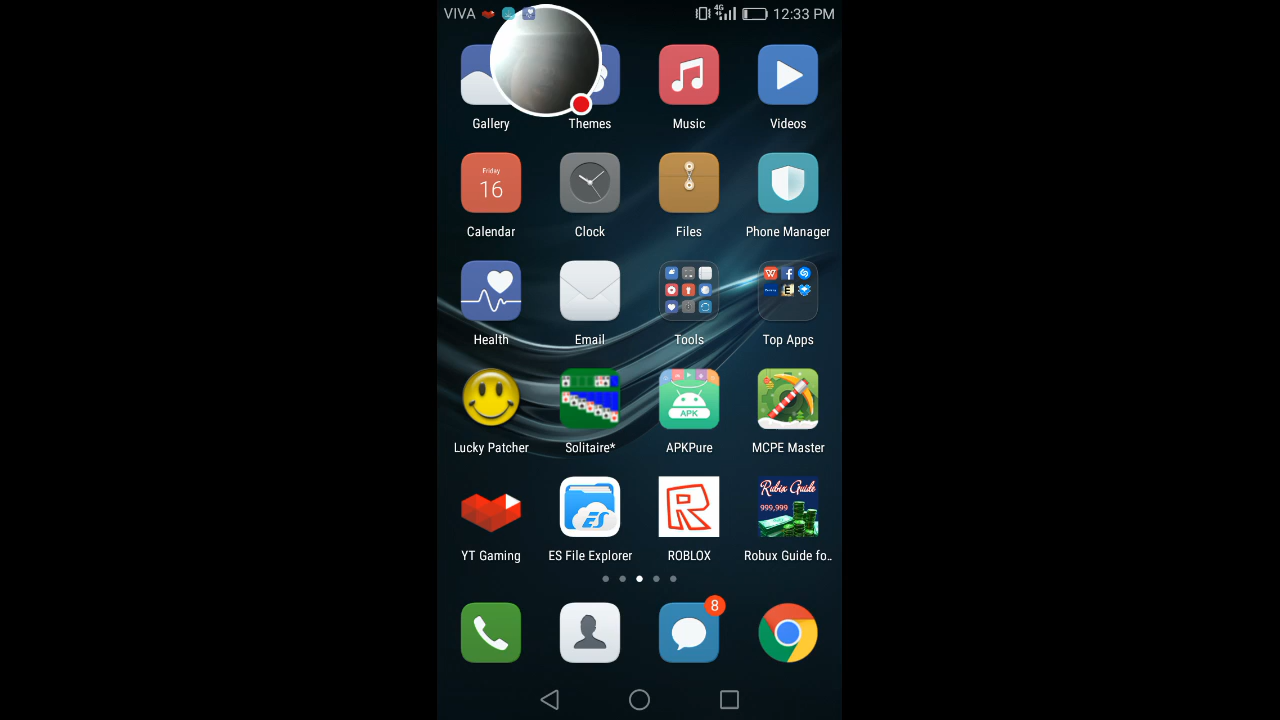 VIVA 4G 12:33 PM
Gallery Themes Music Videos
Friday
16
Calendar Clock Files Phone Manager
W f E
Health Email Tools Top Apps
APK
Lucky Patcher Solitaire* APKPure MCPE Master
Rubix Guide
999,999
ES R
YT Gaming ES File Explorer ROBLOX Robux Guide fo..
8